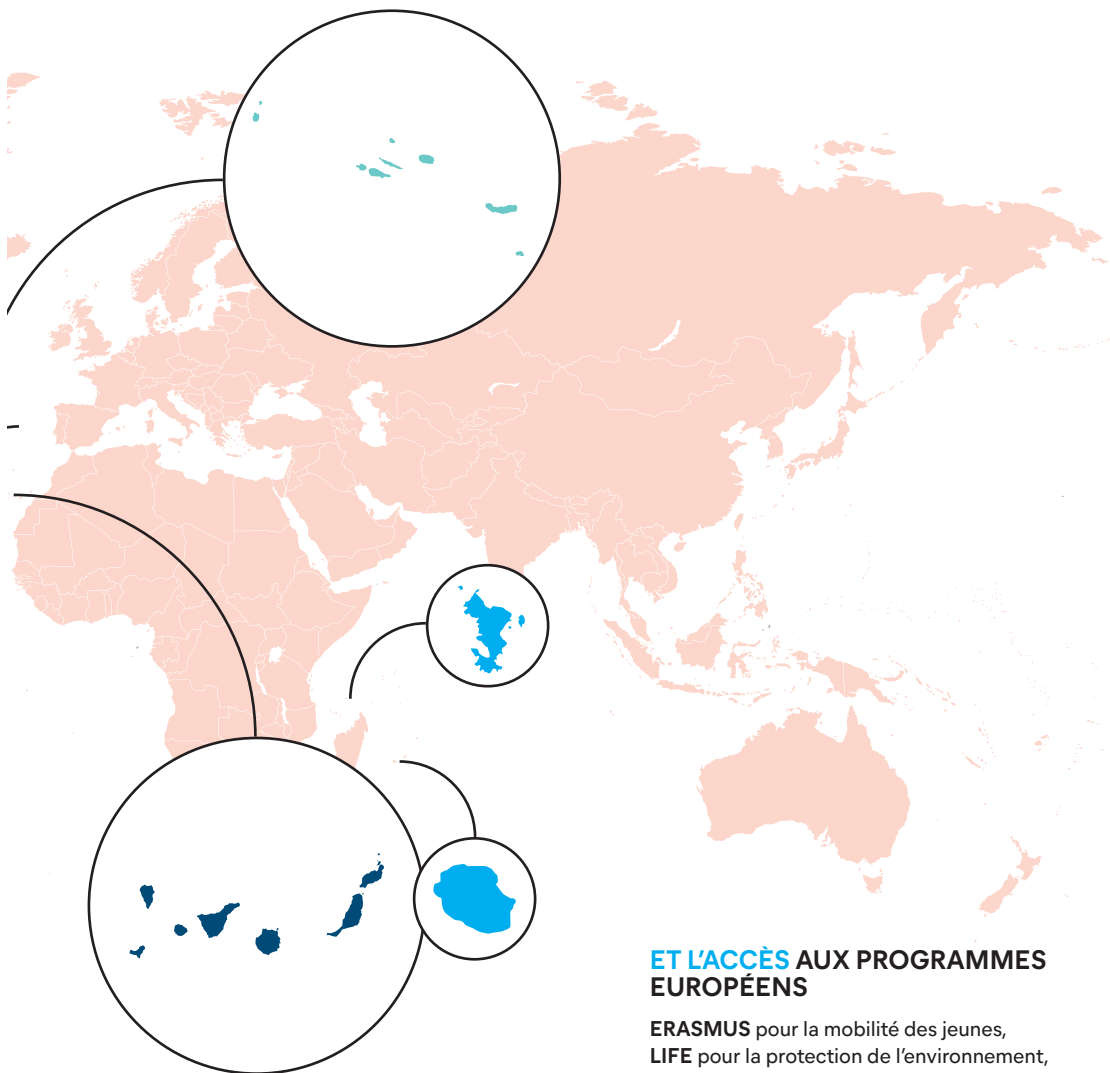 ET L'ACCÈS AUX PROGRAMMES
EUROPÉENS
ERASMUS pour la mobilité des jeunes,
LIFE pour la protection de l’environnement,